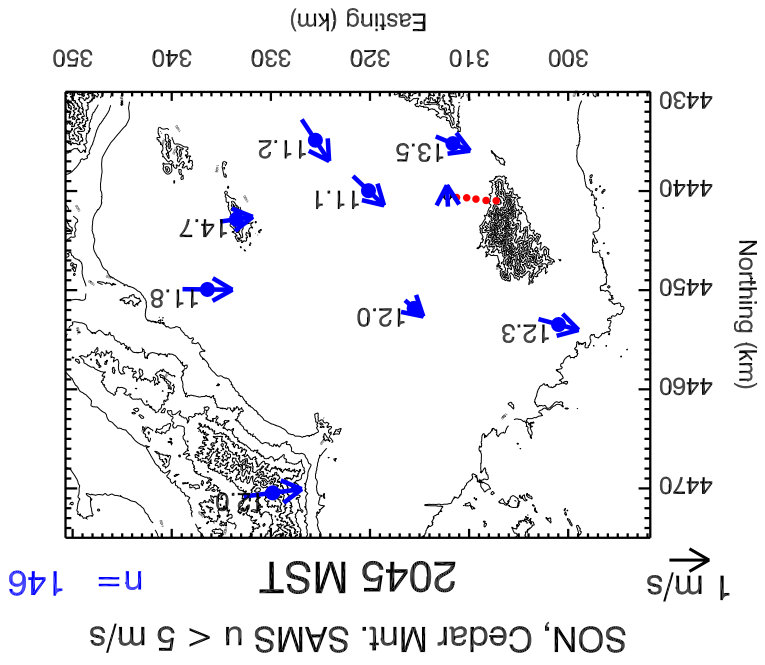 SON, Cedar Mnt. SAMS u < 5 m/s
1 m/s
2045 MST
n= 146
4470
4460
4450
4440
4430
Northing (km)
12.0
12.3
12.0
11.8
14.7
11.1
13.5
11.2
300 310 320 330 340 350
Easting (km)